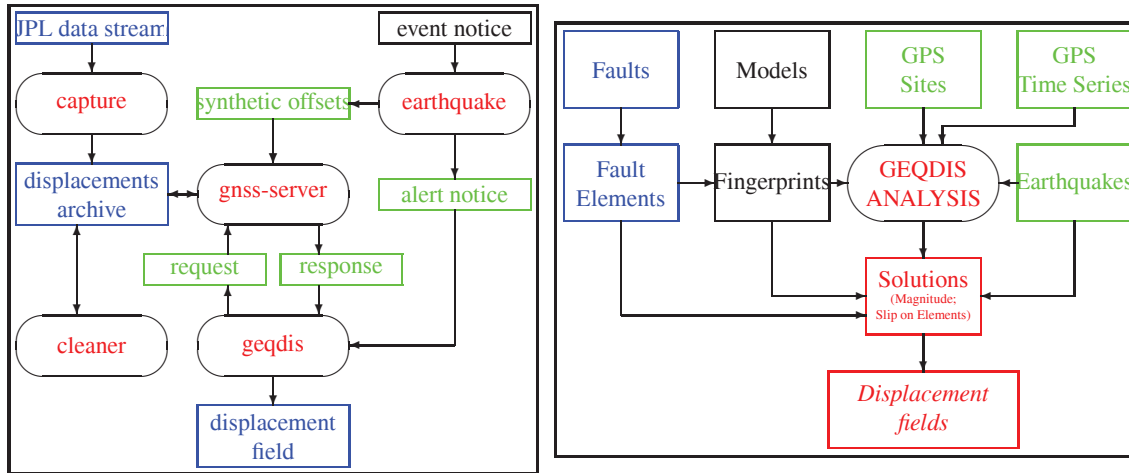 JPL data stream
event notice
capture
synthetic offsets
earthquake
displacements
archive
gnss-server
alert notice
request
response
cleaner
geqdis
displacement
field
Faults
Models
GPS
Sites
GPS
Time Series
Fault
Elements
Fingerprints
GEQDIS
ANALYSIS
Earthquakes
Solutions
(Magnitude;
Slip on Elements)
Displacement
fields